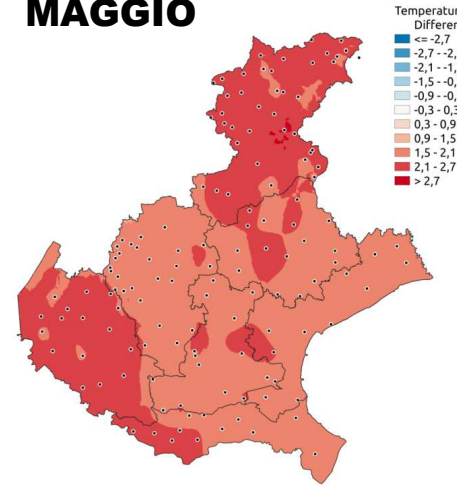 MAGGIO
Temperatur
Differen
<= -2,7
-2,7 - -2,
-2,1 - -1,
-1,5 - -0,
-0,9 - -0,
-0,3 - 0,3
0,3 - 0,9
0,9 - 1,5
1,5 - 2,1
2,1 - 2,7
> 2,7